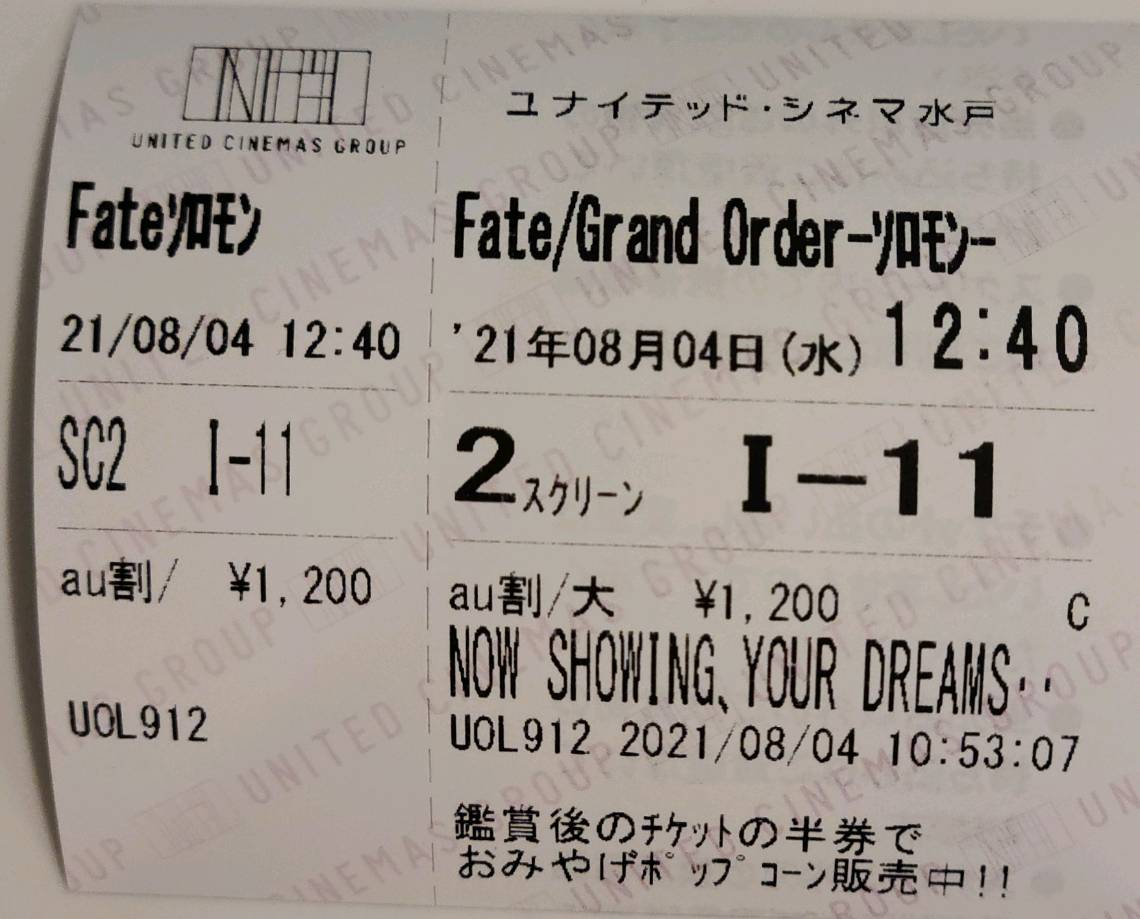 UNITED CINEMAS GROUP
Fateソロモン
21/08/04 12:40
SC2 I-11
au割/ ¥1,200
UOL912
ユナイテッド・シネマ水戸
Fate/Grand Order-ソロモン-
'21年08月04日(水) 12:40
2スクリーン I-11
au割/大 ¥1,200 C
NOW SHOWING、YOUR DREAMS・・
UOL912 2021/08/04 10:53:07
鑑賞後のチケットの半券で
おみやげポップコーン販売中!!